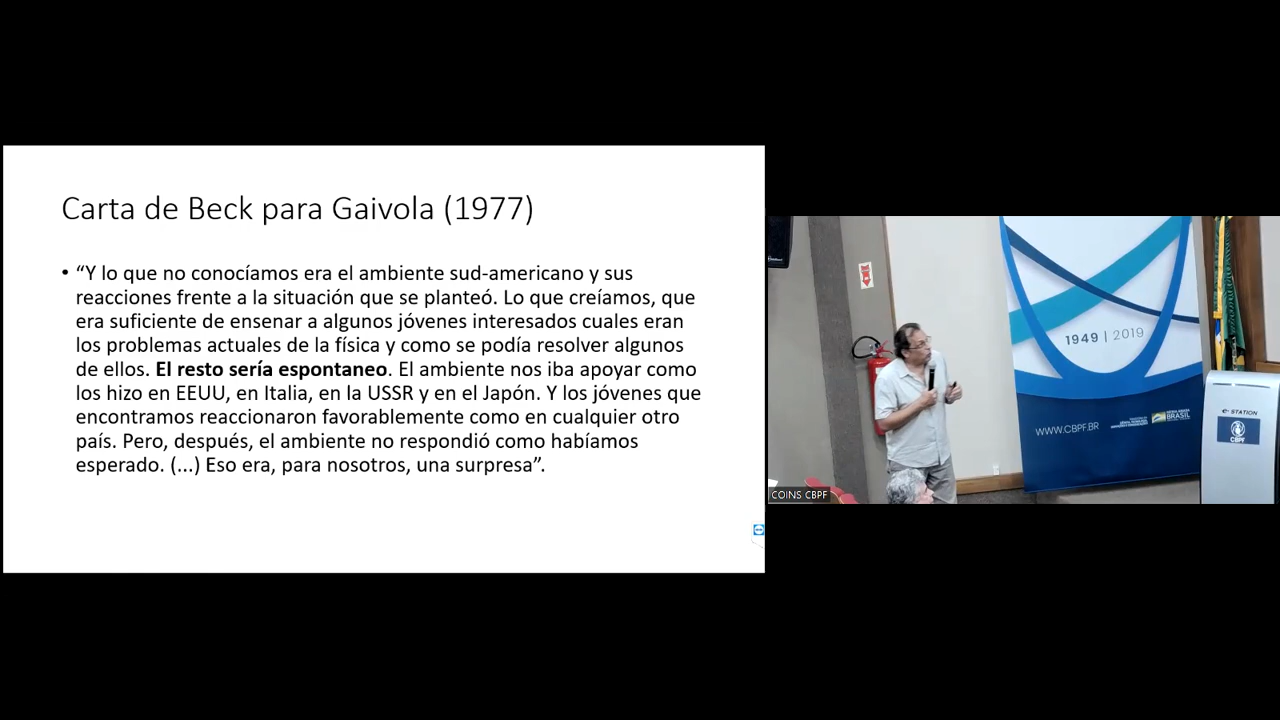 Carta de Beck para Gaivola (1977)
• “Y lo que no conocíamos era el ambiente sud-americano y sus
reacciones frente a la situación que se planteó. Lo que creíamos, que
era suficiente de ensenar a algunos jóvenes interesados cuales eran
los problemas actuales de la física y como se podía resolver algunos
de ellos. El resto sería espontaneo. El ambiente nos iba apoyar como
los hizo en EEUU, en Italia, en la USSR y en el Japón. Y los jóvenes que
encontramos reaccionaron favorablemente como en cualquier otro
país. Pero, después, el ambiente no respondió como habíamos
esperado. (...) Eso era, para nosotros, una surpresa”.
1949 | 2019
WWW.CBPF.BR
BRASIL
e-STATION
CBPF
COINS CBPF